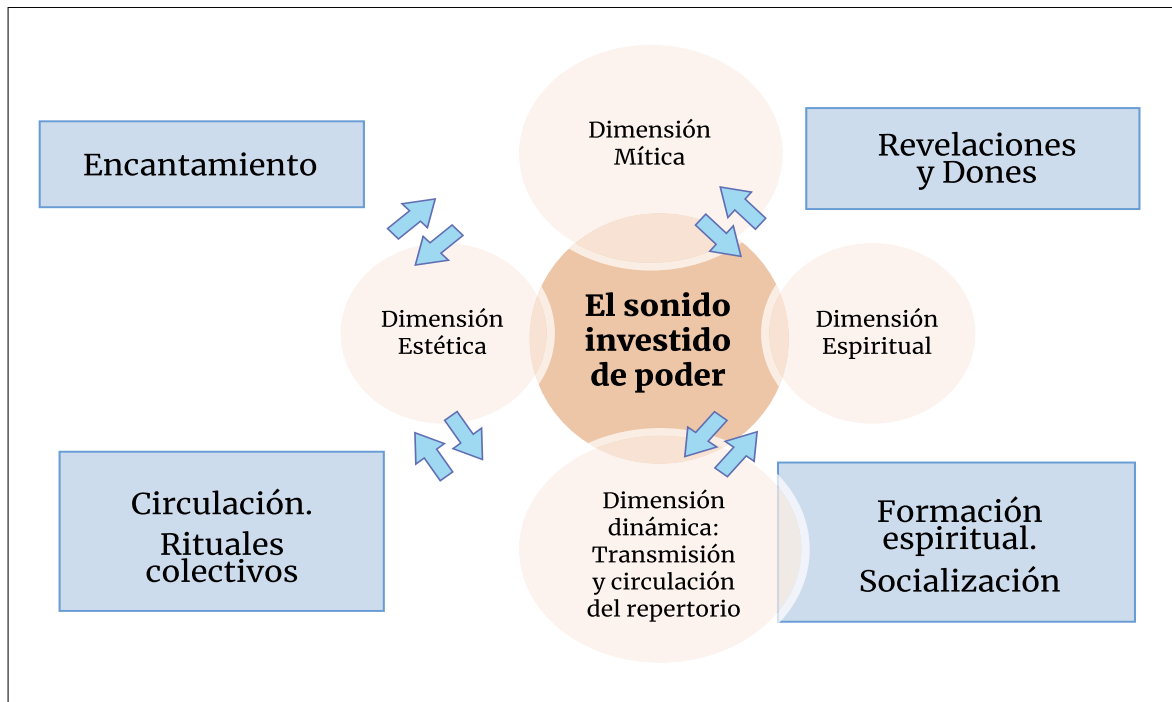 Dimensión
Mítica
Encantamiento
Revelaciones
y Dones
Dimensión
Estética
El sonido
investido
de poder
Dimensión
Espiritual
Circulación.
Rituales
colectivos
Dimensión
dinámica:
Transmisión
y circulación
del repertorio
Formación
espiritual.
Socialización